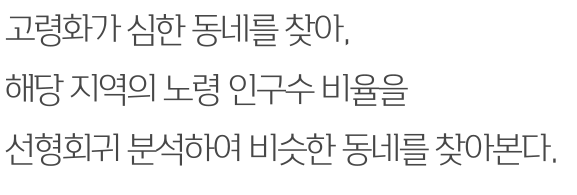 고령화가 심한 동네를 찾아,
해당 지역의 노령 인구수 비율을
선형회귀 분석하여 비슷한 동네를 찾아본다.